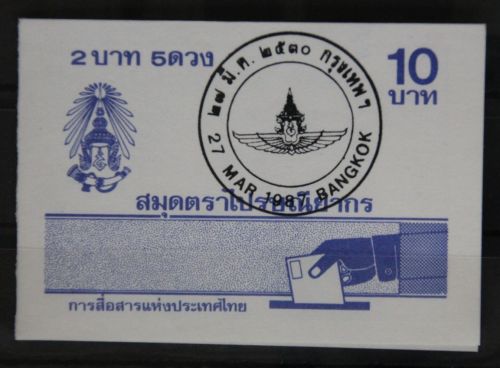 2 บาท 5ดวง
๒๗ มี.ค. ๒๕๓๐ กรุงเทพฯ
27 MAR 1987 BANGKOK
10
บาท
สมุดตราไปรษณียากร
การสื่อสารแห่งประเทศไทย